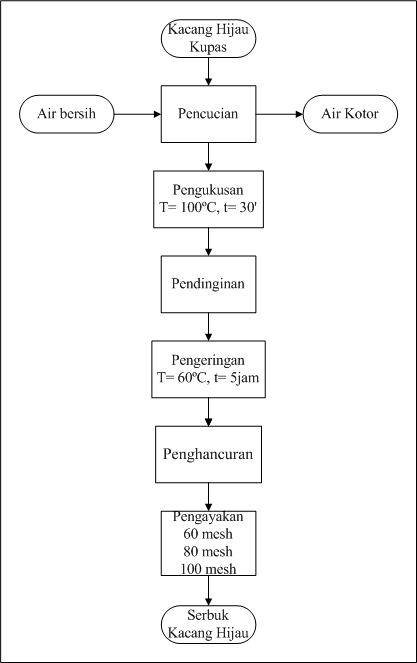 Kacang Hijau
Kupas
Air bersih
Pencucian
Air Kotor
Pengukusan
T= 100ºC, t= 30'
Pendinginan
Pengeringan
T= 60ºC, t= 5jam
Penghancuran
Pengayakan
60 mesh
80 mesh
100 mesh
Serbuk
Kacang Hijau